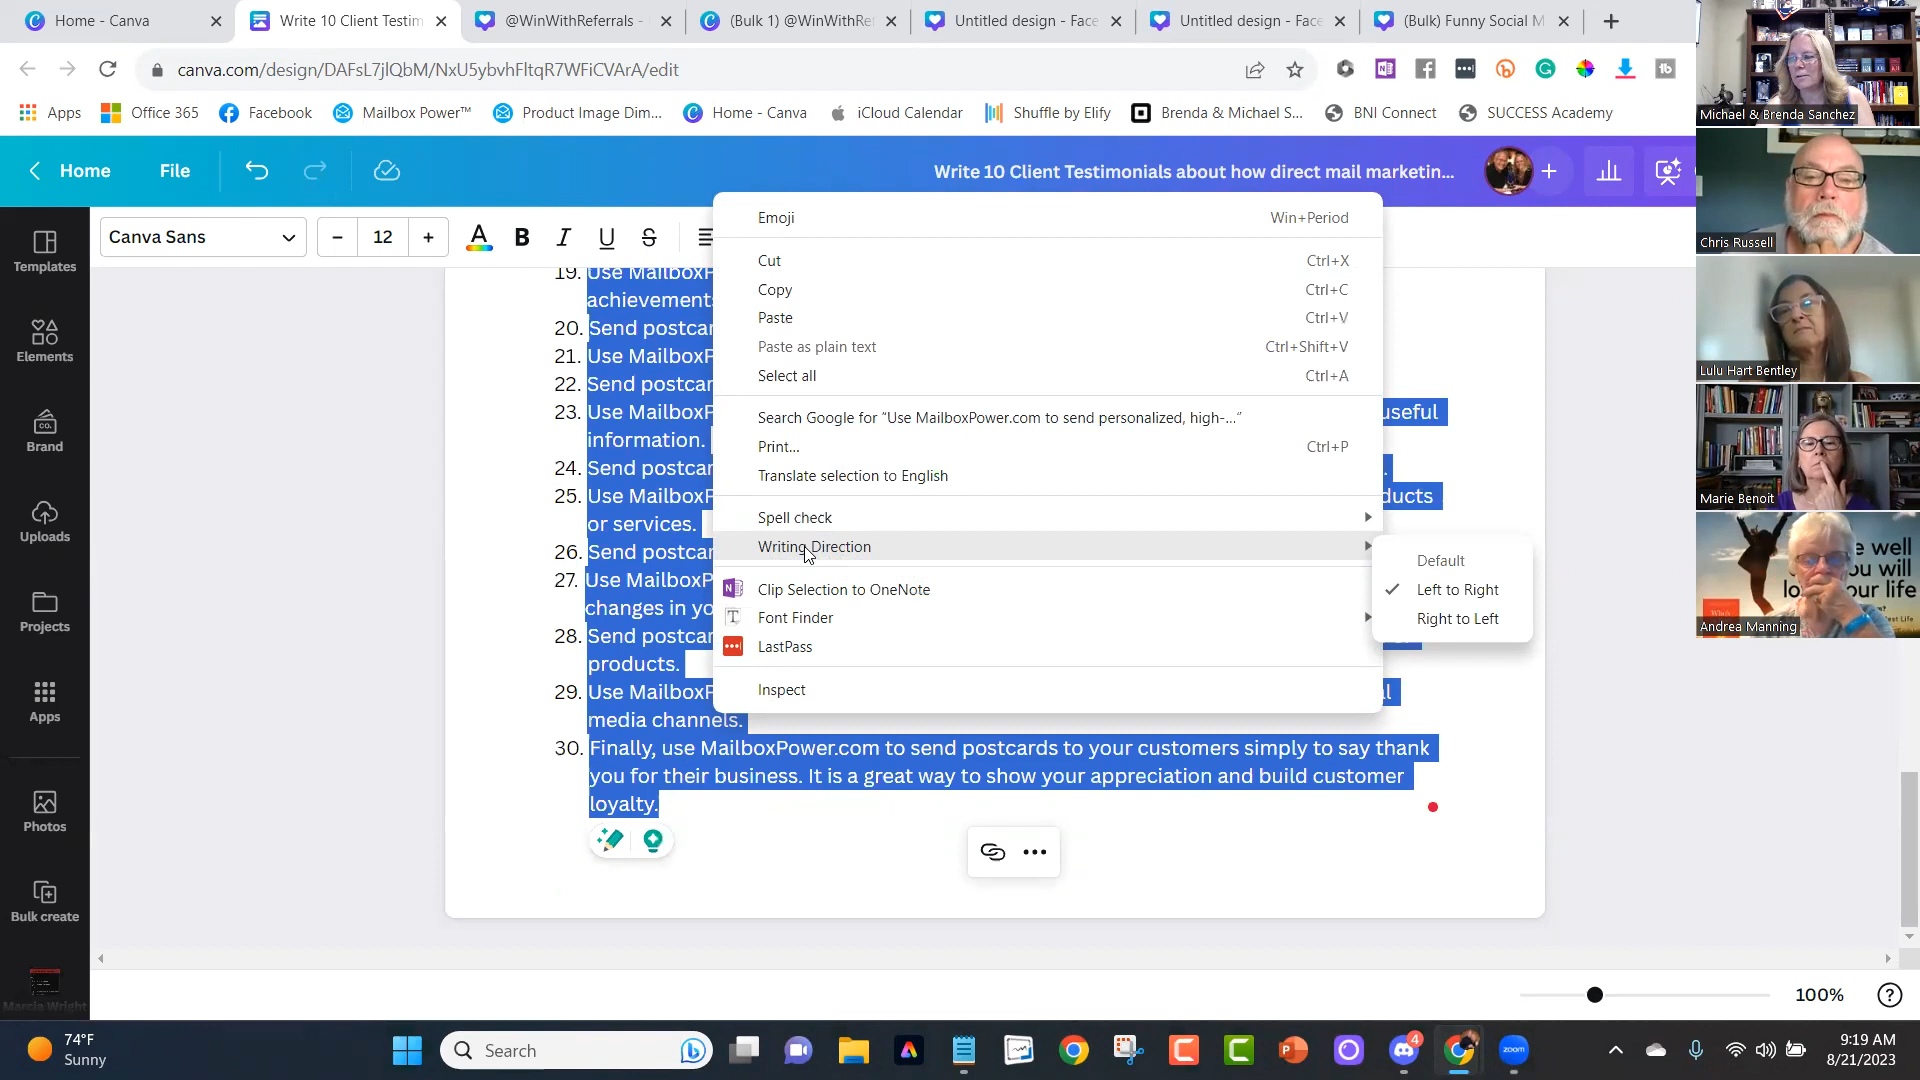 Home - Canva
Write 10 Client Testim
@WinWithReferrals -
(Bulk 1) @WinWithRe
Untitled design - Face
Untitled design - Face
(Bulk) Funny Social M
canva.com/design/DAFsL7jlQbM/NxU5ybvhFltqR7WFiCVArA/edit
Apps
Office 365
Facebook
Mailbox Power™
Product Image Dim...
Home - Canva
iCloud Calendar
Shuffle by Elify
Brenda & Michael S...
BNI Connect
SUCCESS Academy
Home
File
Write 10 Client Testimonials about how direct mail marketin...
Canva Sans
12
Templates
Elements
Brand
Uploads
Projects
Apps
Photos
Bulk create
Marcia Wright
19. Use MailboxP
achievements
20. Send postcar
21. Use MailboxP
22. Send postcar
23. Use MailboxP useful
information.
24. Send postcar
25. Use MailboxP ducts
or services.
26. Send postcar
27. Use MailboxP
changes in yo
28. Send postcar
products.
29. Use MailboxP
media channels.
30. Finally, use MailboxPower.com to send postcards to your customers simply to say thank
you for their business. It is a great way to show your appreciation and build customer
loyalty.
Emoji Win+Period
Cut Ctrl+X
Copy Ctrl+C
Paste Ctrl+V
Paste as plain text Ctrl+Shift+V
Select all Ctrl+A
Search Google for “Use MailboxPower.com to send personalized, high-...”
Print... Ctrl+P
Translate selection to English
Spell check
Writing Direction
Clip Selection to OneNote
Font Finder
LastPass
Inspect
Default
Left to Right
Right to Left
100%
Michael & Brenda Sanchez
Chris Russell
Lulu Hart Bentley
Marie Benoit
Andrea Manning
74°F
Sunny
Search
zoom
4
9:19 AM
8/21/2023